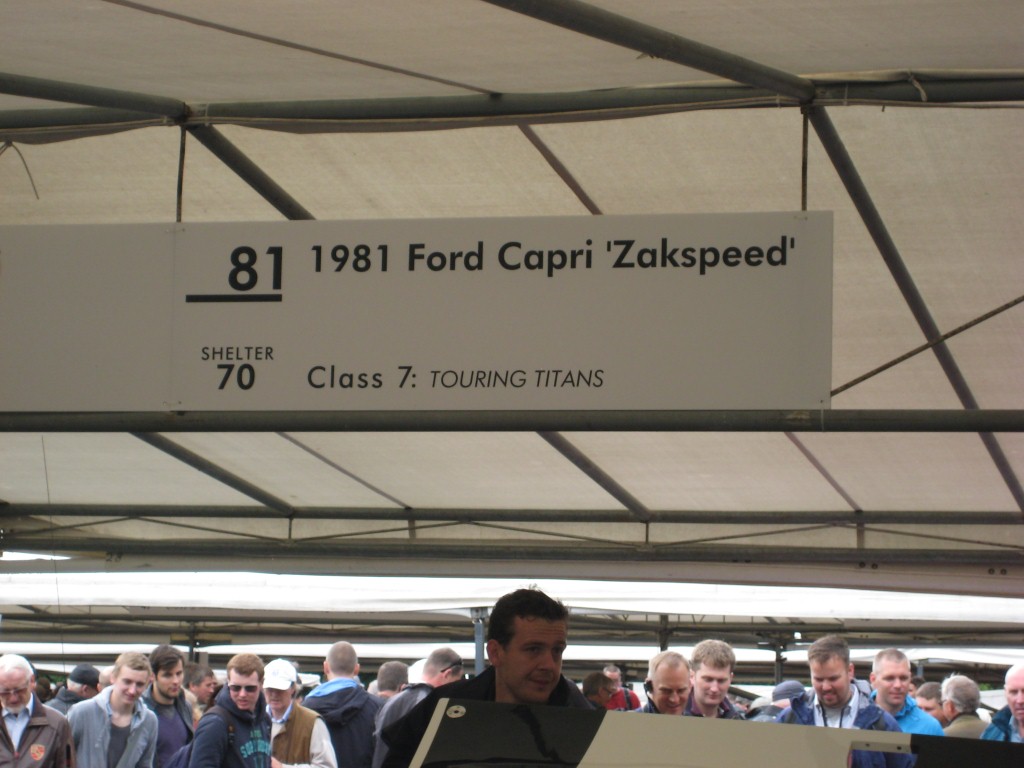 81 1981 Ford Capri 'Zakspeed'
SHELTER
70 Class 7: TOURING TITANS